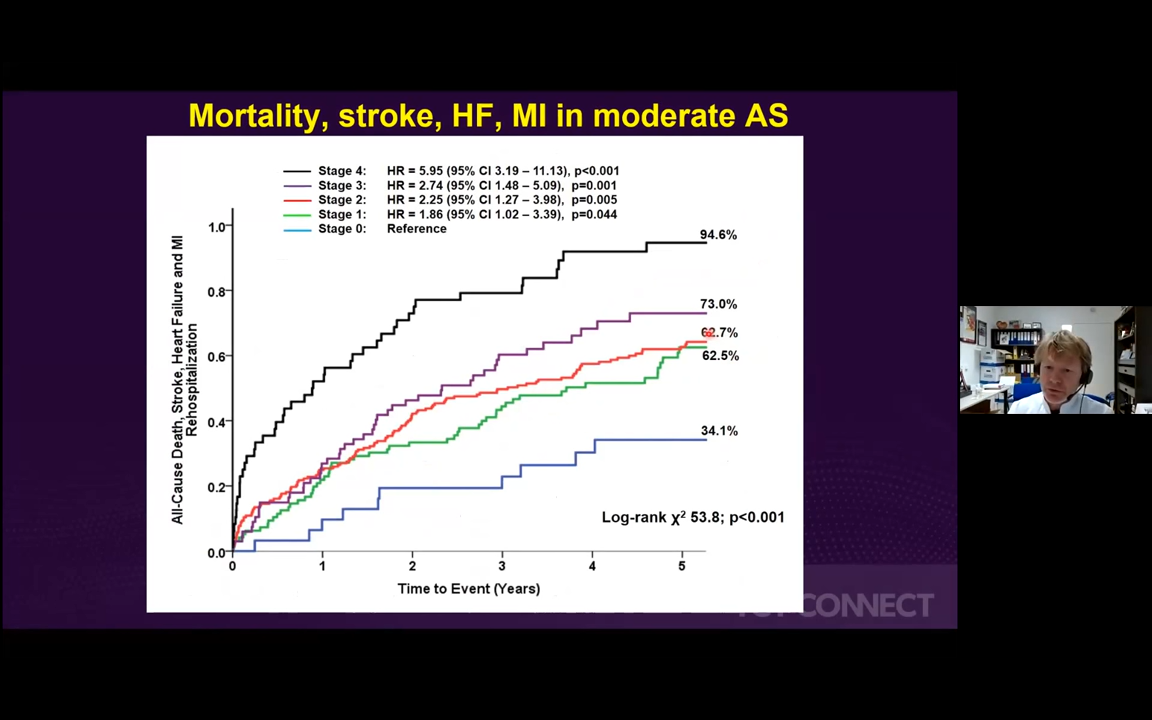 Mortality, stroke, HF, MI in moderate AS
Stage 4: HR = 5.95 (95% CI 3.19 – 11.13), p<0.001
Stage 3: HR = 2.74 (95% CI 1.48 – 5.09), p=0.001
Stage 2: HR = 2.25 (95% CI 1.27 – 3.98), p=0.005
Stage 1: HR = 1.86 (95% CI 1.02 – 3.39), p=0.044
Stage 0: Reference
All-Cause Death, Stroke, Heart Failure and MI
Rehospitalization
1.0
0.8
0.6
0.4
0.2
0.0
94.6%
73.0%
62.7%
62.5%
34.1%
Log-rank χ² 53.8; p<0.001
0 1 2 3 4 5
Time to Event (Years)
CONNECT